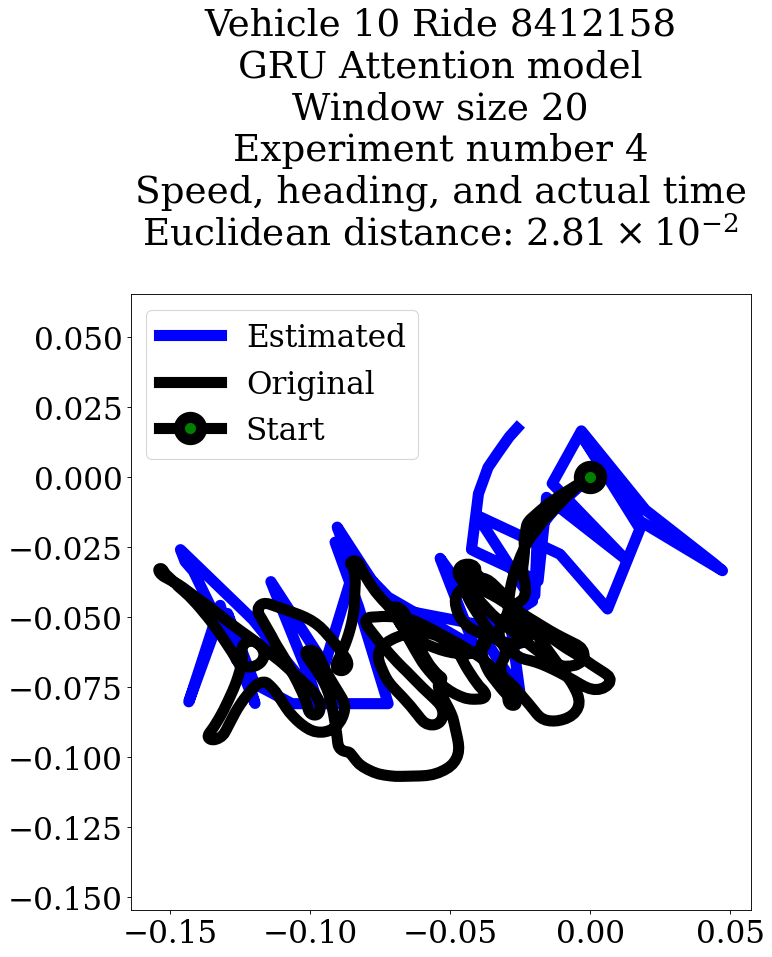 Vehicle 10 Ride 8412158
GRU Attention model
Window size 20
Experiment number 4
Speed, heading, and actual time
Euclidean distance: 2.81 × 10⁻²
Estimated
Original
Start
0.050
0.025
0.000
−0.025
−0.050
−0.075
−0.100
−0.125
−0.150
−0.15 −0.10 −0.05 0.00 0.05